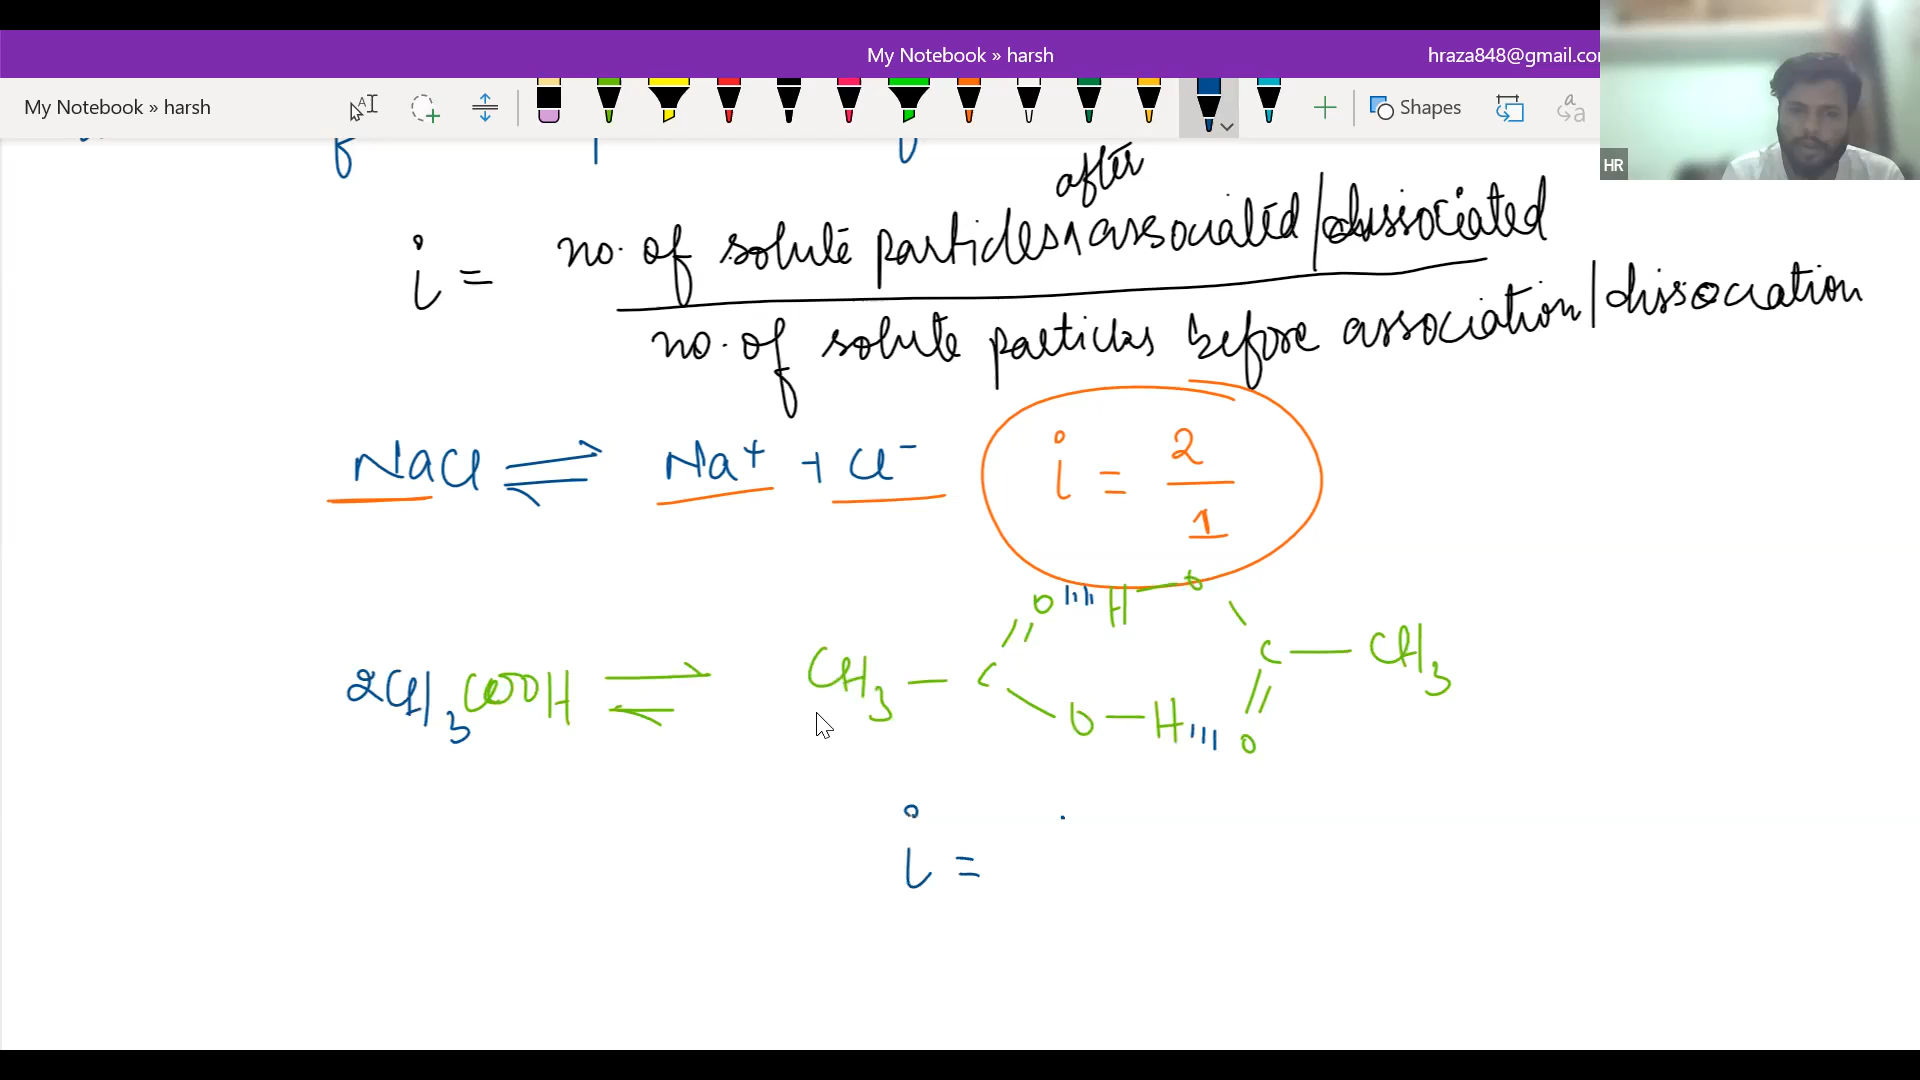 My Notebook » harsh
hraza848@gmail.co
My Notebook » harsh
Shapes
HR
after
i = no. of solute particles associated/dissociated
no. of solute particles before association/dissociation
NaCl ⇌ Na⁺ + Cl⁻ i = 2/1
O H O
2CH₃COOH ⇌ CH₃ – C C – CH₃
O – H O
i =